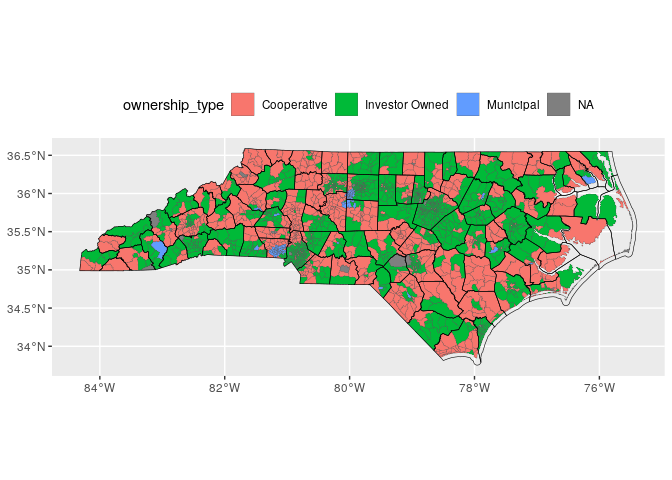 ownership_type Cooperative Investor Owned Municipal NA
36.5°N
36°N
35.5°N
35°N
34.5°N
34°N
84°W 82°W 80°W 78°W 76°W